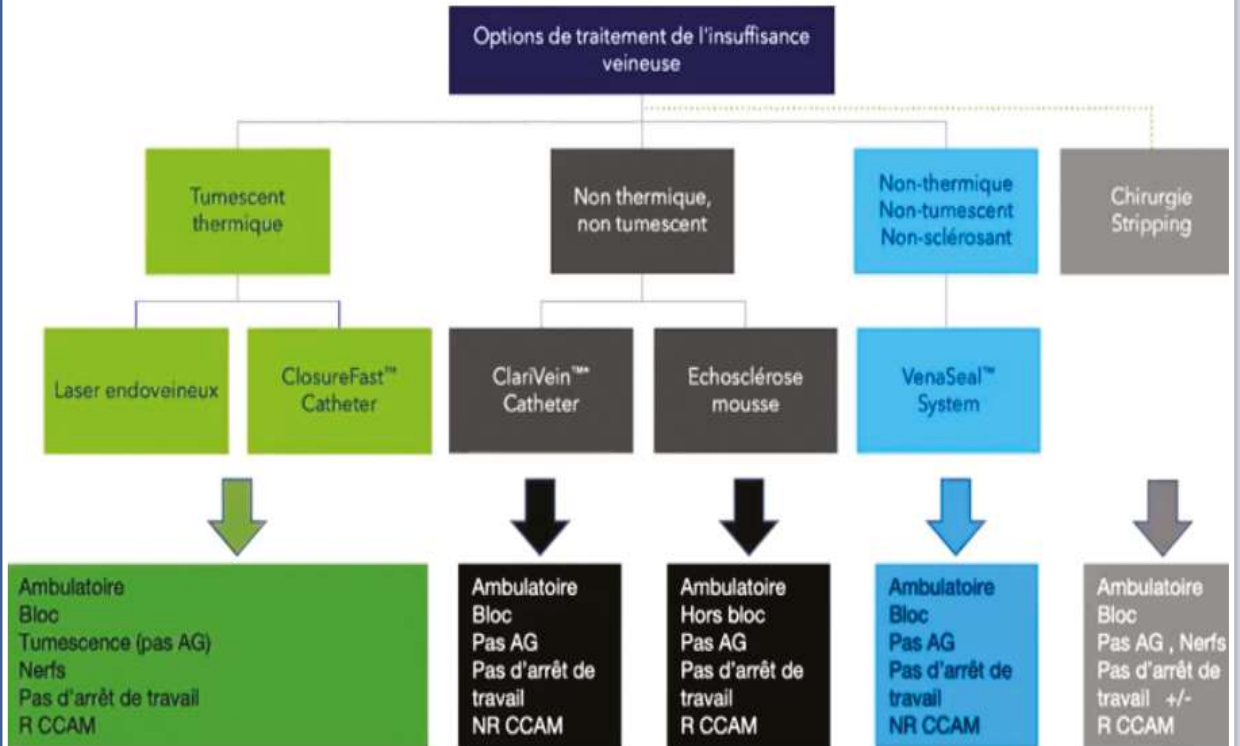 Options de traitement de l'insuffisance
veineuse
Tumescent
thermique
Non thermique,
non tumescent
Non-thermique
Non-tumescent
Non-sclérosant
Chirurgie
Stripping
Laser endoveineux
ClosureFast™
Catheter
ClariVein™*
Catheter
Echosclérose
mousse
VenaSeal™
System
Ambulatoire
Bloc
Tumescence (pas AG)
Nerfs
Pas d'arrêt de travail
R CCAM
Ambulatoire
Bloc
Pas AG
Pas d'arrêt de
travail
NR CCAM
Ambulatoire
Hors bloc
Pas AG
Pas d'arrêt de
travail
R CCAM
Ambulatoire
Bloc
Pas AG
Pas d'arrêt de
travail
NR CCAM
Ambulatoire
Bloc
Pas AG , Nerfs
Pas d'arrêt de
travail +/-
R CCAM